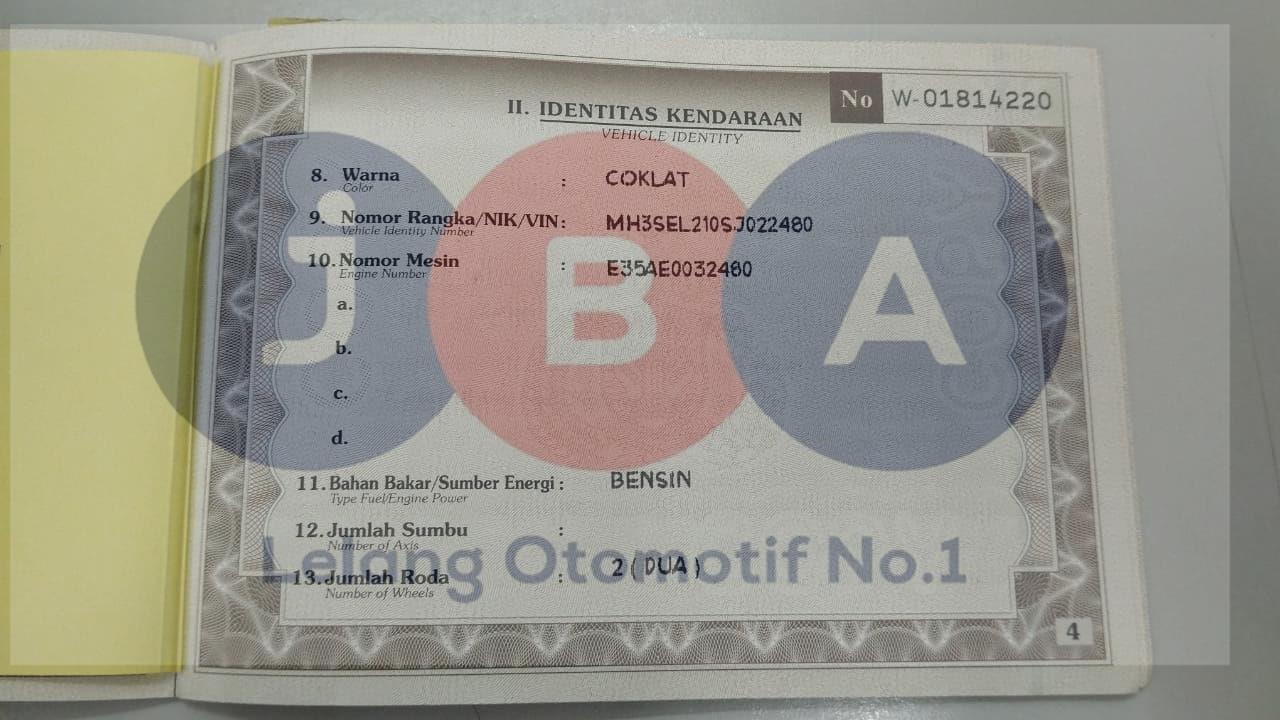 No W-01814220
II. IDENTITAS KENDARAAN
VEHICLE IDENTITY
8. Warna : COKLAT
Color
9. Nomor Rangka/NIK/VIN : MH3SEL210SJ022480
Vehicle Identity Number
10. Nomor Mesin : E35AE0032480
Engine Number
a.
b.
c.
d.
11. Bahan Bakar/Sumber Energi : BENSIN
Type Fuel/Engine Power
12. Jumlah Sumbu :
Number of Axis
13. Jumlah Roda : 2 ( DUA )
Number of Wheels
4
jBA
Lelang Otomotif No.1